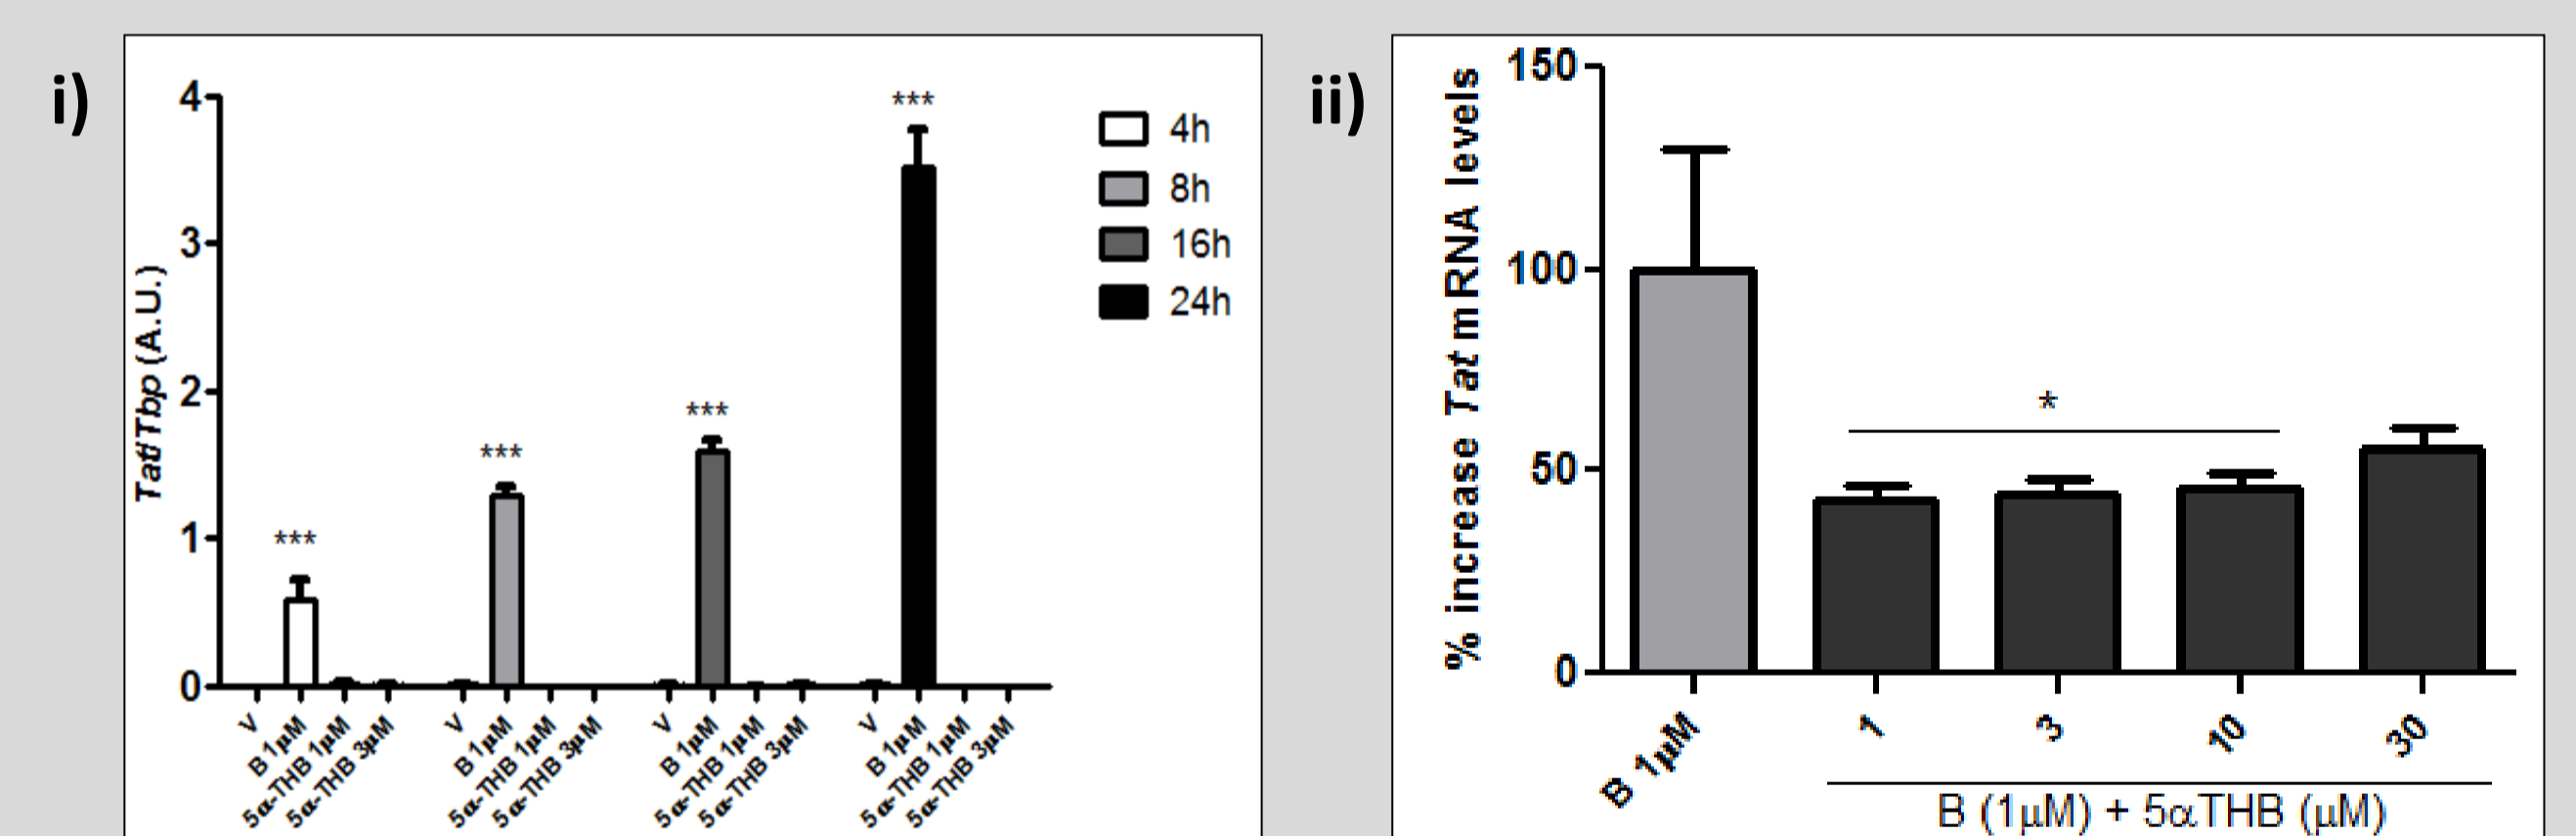 i)
Tat/Tbp (A.U.)
4
3
2
1
0
***
***
***
***
4h
8h
16h
24h
V
B 1µM
5α-THB 1µM
5α-THB 3µM
V
B 1µM
5α-THB 1µM
5α-THB 3µM
V
B 1µM
5α-THB 1µM
5α-THB 3µM
V
B 1µM
5α-THB 1µM
5α-THB 3µM
ii)
% increase Tat mRNA levels
150
100
50
0
*
B 1µM
1
3
10
30
B (1µM) + 5αTHB (µM)